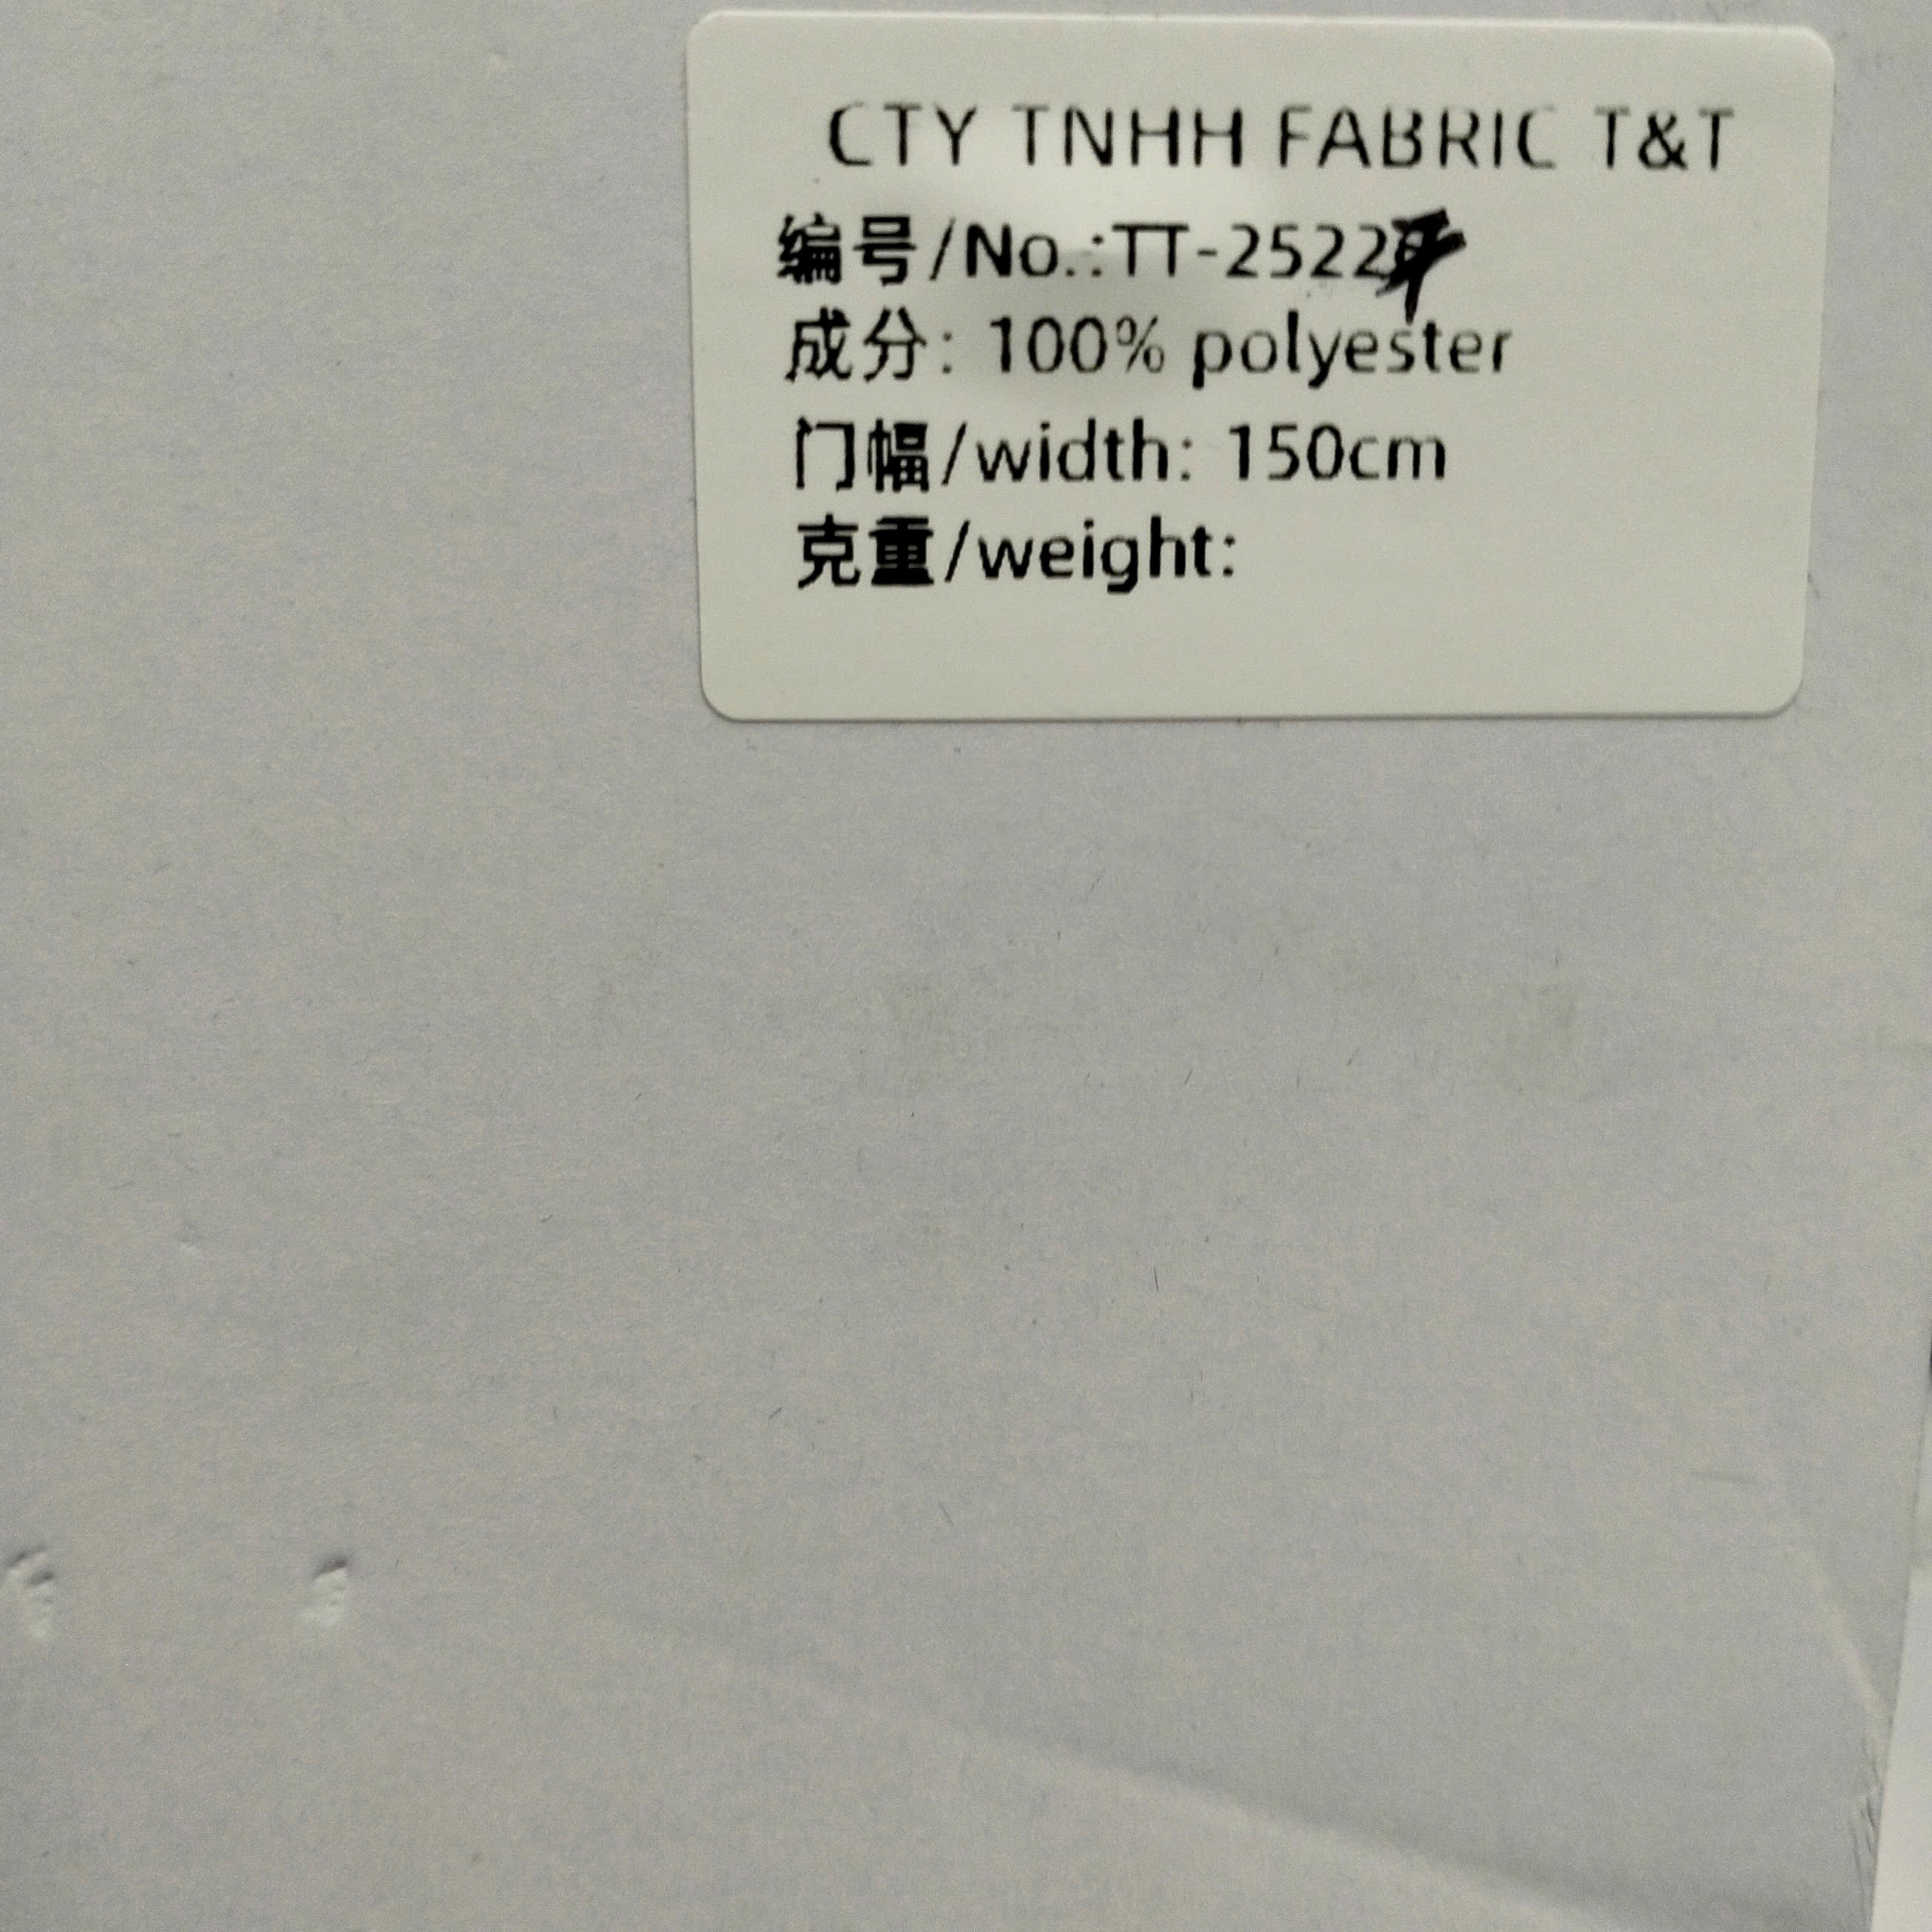 CTY TNHH FABRIC T&T
编号/No.:TT-2522
成分: 100% polyester
门幅/width: 150cm
克重/weight: